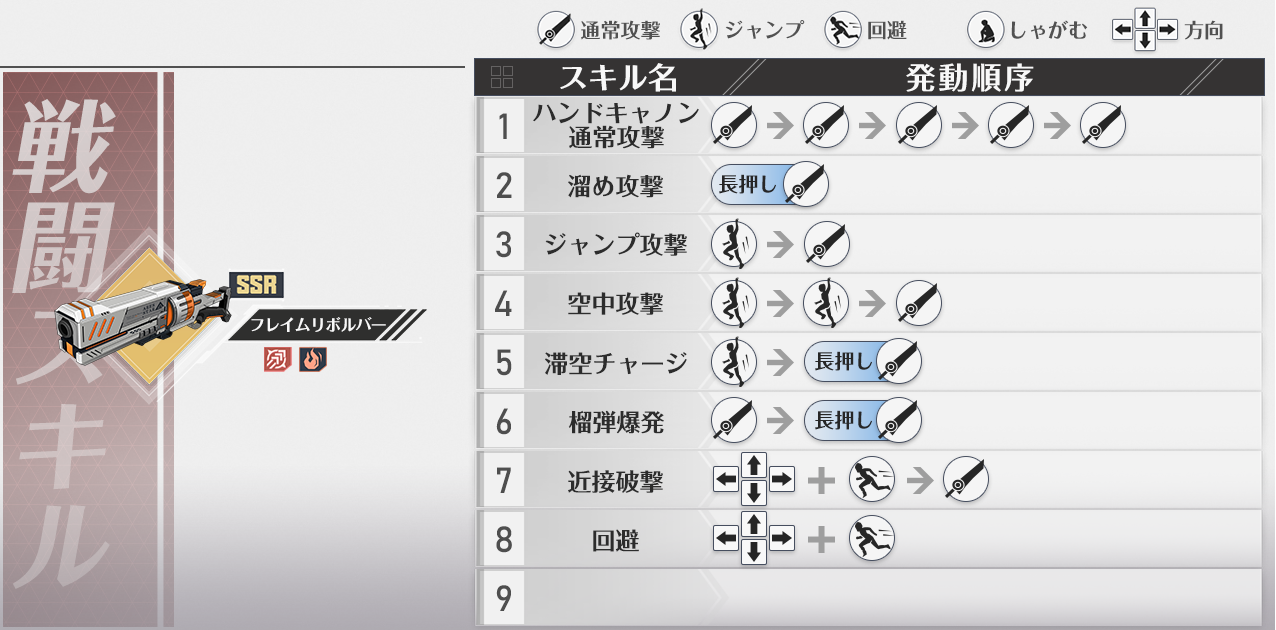 通常攻撃 ジャンプ 回避 しゃがむ 方向
戦闘スキル
SSR
フレイムリボルバー
スキル名 発動順序
1 ハンドキャノン
通常攻撃
2 溜め攻撃 長押し
3 ジャンプ攻撃
4 空中攻撃
5 滞空チャージ 長押し
6 榴弾爆発 長押し
7 近接破撃
8 回避
9